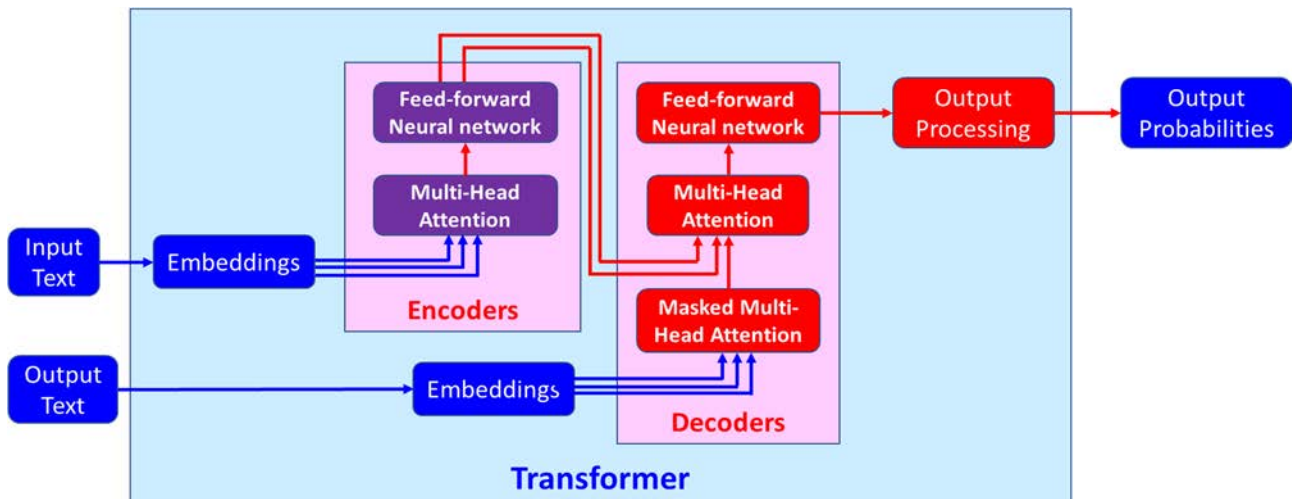 Feed-forward
Neural network
Multi-Head
Attention
Input
Text
Embeddings
Encoders
Feed-forward
Neural network
Multi-Head
Attention
Masked Multi-
Head Attention
Decoders
Output
Processing
Output
Probabilities
Output
Text
Embeddings
Transformer